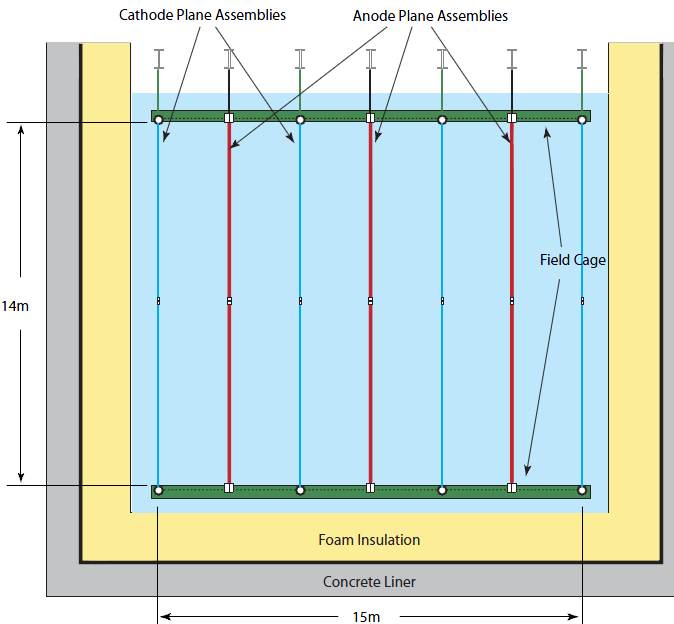 Cathode Plane Assemblies
Anode Plane Assemblies
Field Cage
14m
Foam Insulation
Concrete Liner
15m